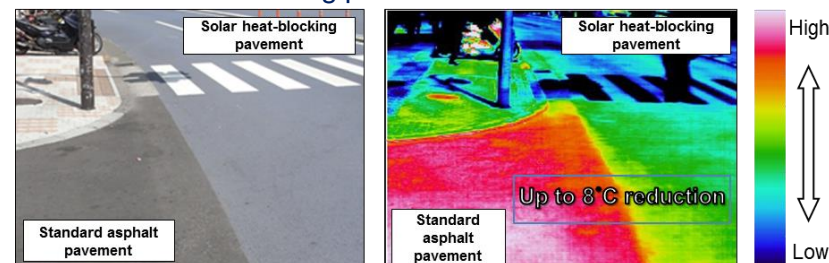 Solar heat-blocking
pavement
Standard asphalt
pavement
Solar heat-blocking
pavement
Up to 8°C reduction
Standard
asphalt
pavement
High
Low